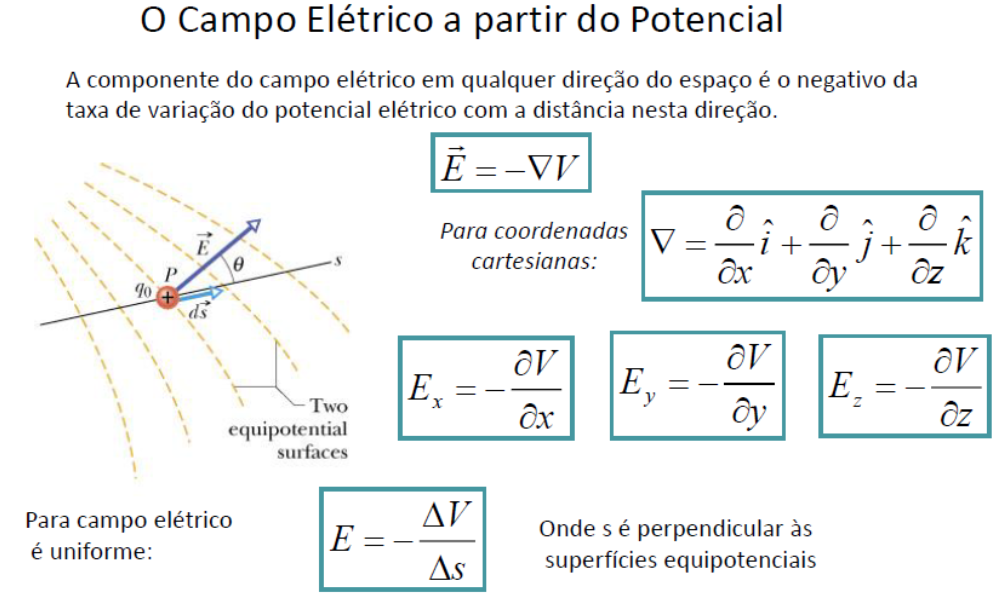 O Campo Elétrico a partir do Potencial
A componente do campo elétrico em qualquer direção do espaço é o negativo da
taxa de variação do potencial elétrico com a distância nesta direção.
\vec{E} = -\nabla V
Para coordenadas
cartesianas:
\nabla = \frac{\partial}{\partial x}\hat{i} + \frac{\partial}{\partial y}\hat{j} + \frac{\partial}{\partial z}\hat{k}
\vec{E}
θ
s
P
q_0
+
d\vec{s}
Two
equipotential
surfaces
E_x = -\frac{\partial V}{\partial x}
E_y = -\frac{\partial V}{\partial y}
E_z = -\frac{\partial V}{\partial z}
Para campo elétrico
é uniforme:
E = -\frac{\Delta V}{\Delta s}
Onde s é perpendicular às
superfícies equipotenciais